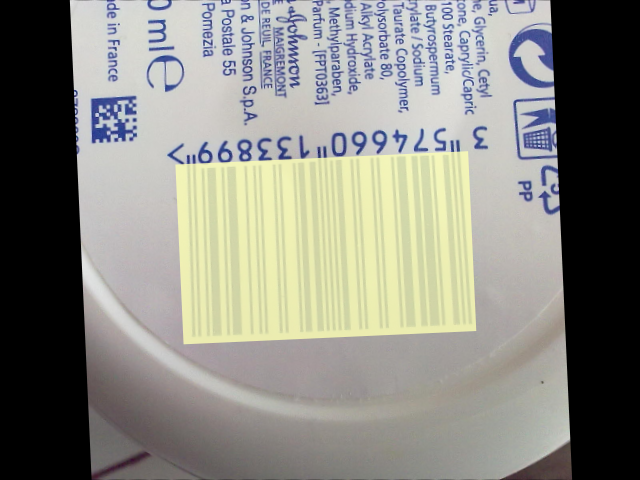 PP
ua,
ne, Glycerin, Cetyl
one, Caprylic/Capric
100 Stearate,
Butyrospermum
rylate / Sodium
Taurate Copolymer,
olysorbate 80,
Alkyl Acrylate
dium Hydroxide,
, Methylparaben,
Parfum - [FPT0363]
Johnson
MAIGREMONT
DE REUIL, FRANCE
n & Johnson S.p.A.
a Postale 55
Pomezia
0 ml ℮
de in France
3 574660 133899 >